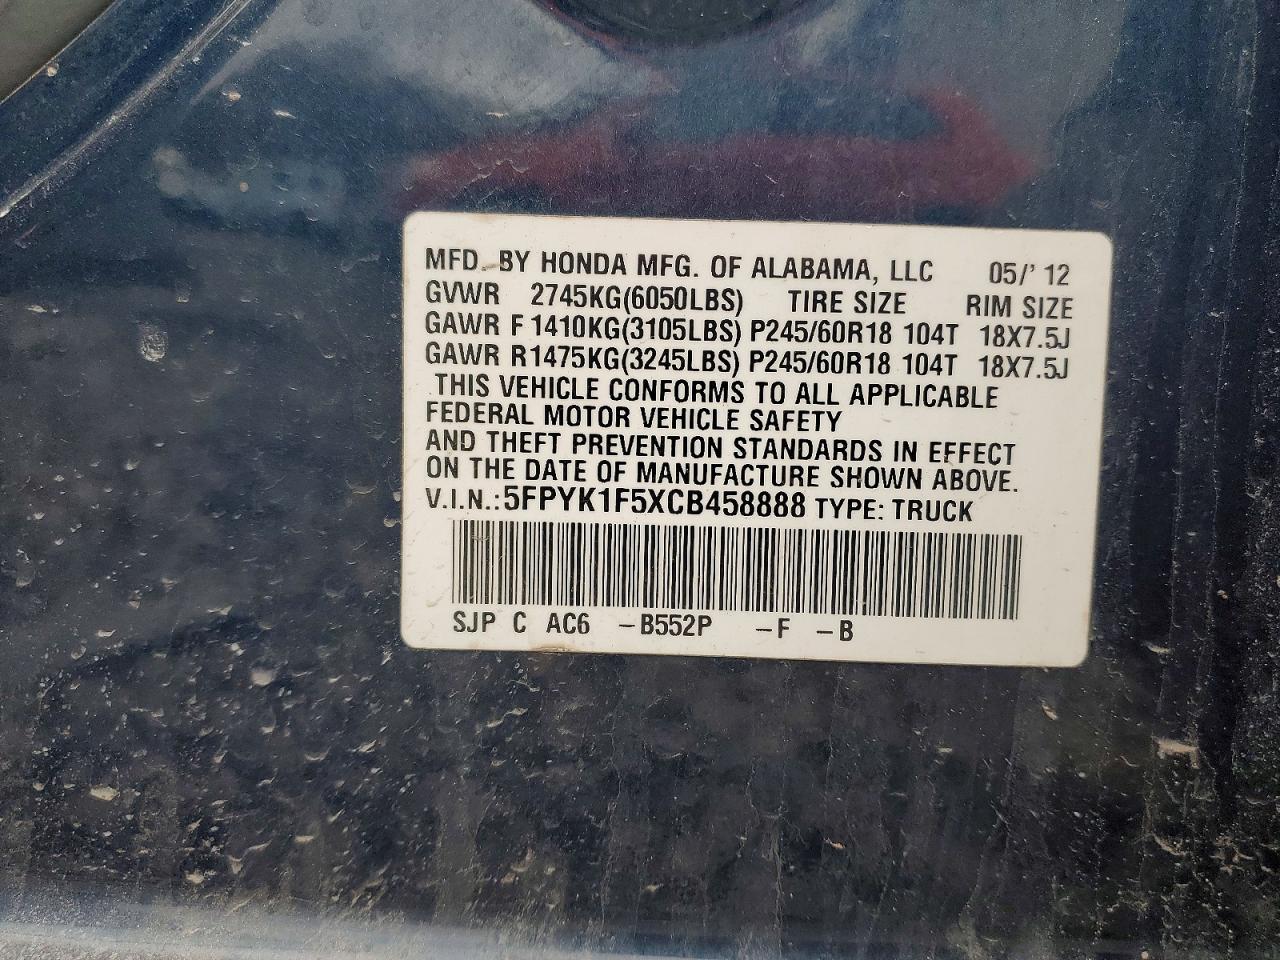 MFD. BY HONDA MFG. OF ALABAMA, LLC 05/'12
GVWR 2745KG(6050LBS) TIRE SIZE RIM SIZE
GAWR F 1410KG(3105LBS) P245/60R18 104T 18X7.5J
GAWR R1475KG(3245LBS) P245/60R18 104T 18X7.5J
THIS VEHICLE CONFORMS TO ALL APPLICABLE
FEDERAL MOTOR VEHICLE SAFETY
AND THEFT PREVENTION STANDARDS IN EFFECT
ON THE DATE OF MANUFACTURE SHOWN ABOVE.
V.I.N.:5FPYK1F5XCB458888 TYPE: TRUCK
SJP C AC6 -B552P -F -B